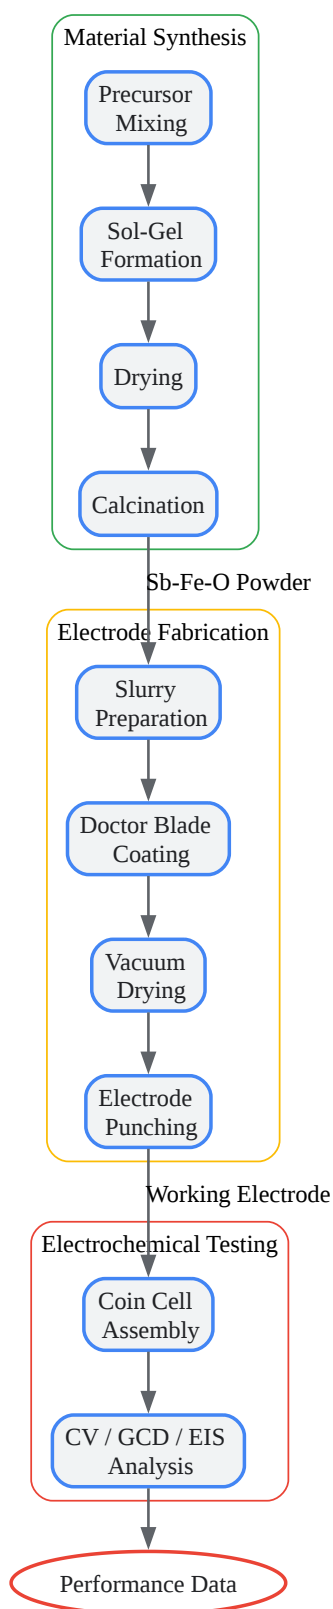 Material Synthesis
Precursor
Mixing
Sol-Gel
Formation
Drying
Calcination
Sb-Fe-O Powder
Electrode Fabrication
Slurry
Preparation
Doctor Blade
Coating
Vacuum
Drying
Electrode
Punching
Working Electrode
Electrochemical Testing
Coin Cell
Assembly
CV / GCD / EIS
Analysis
Performance Data